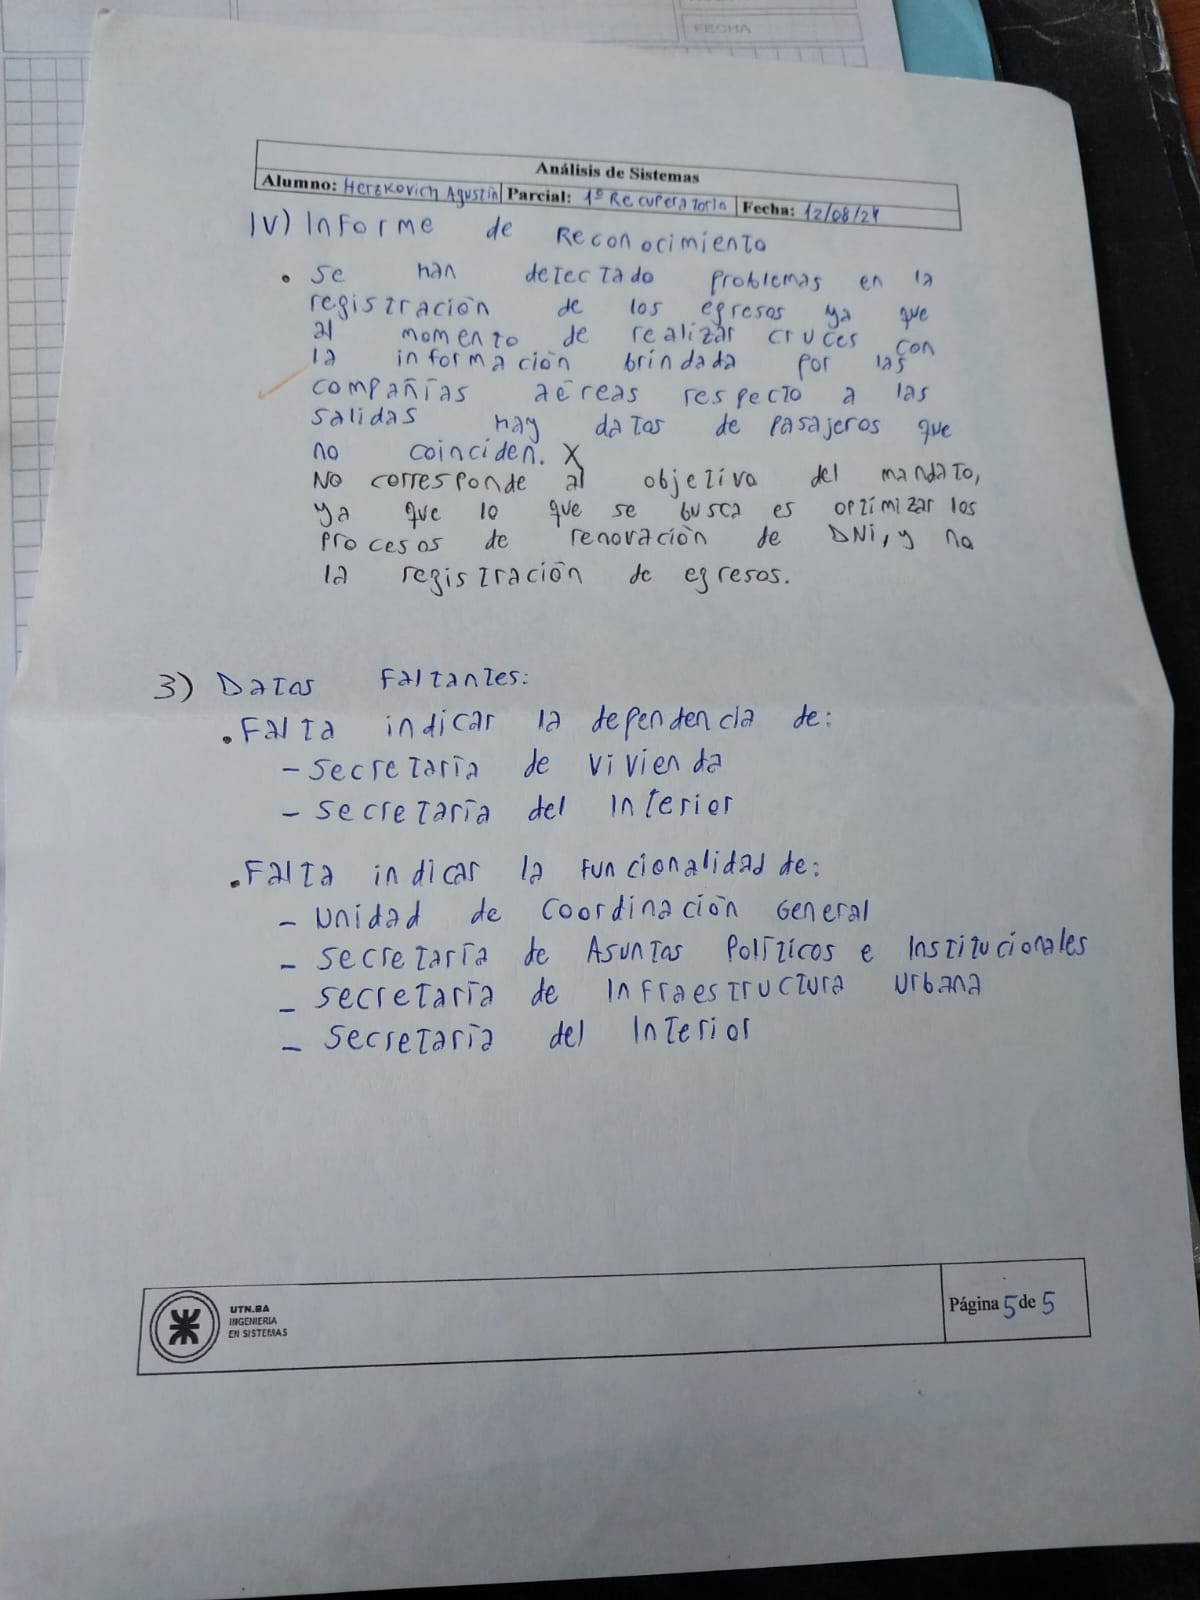 FECHA
Análisis de Sistemas
Alumno: Herzkovich Agustín Parcial: 1º Recuperatorio Fecha: 12/08/24
IV) Informe de Reconocimiento
• Se han detectado problemas en la
registración de los egresos ya que
al momento de realizar cruces con
la información brindada por las
compañías aéreas respecto a las
salidas hay datos de pasajeros que
no coinciden. X
No corresponde al objetivo del mandato,
ya que lo que se busca es optimizar los
procesos de renovación de DNI, y no
la registración de egresos.
3) Datos Faltantes:
• Falta indicar la dependencia de:
- Secretaría de Vivienda
- Secretaría del Interior
• Falta indicar la funcionalidad de:
- Unidad de Coordinación General
- Secretaría de Asuntos Políticos e Institucionales
- Secretaría de Infraestructura Urbana
- Secretaría del Interior
UTN.BA
INGENIERIA
EN SISTEMAS
Página 5 de 5